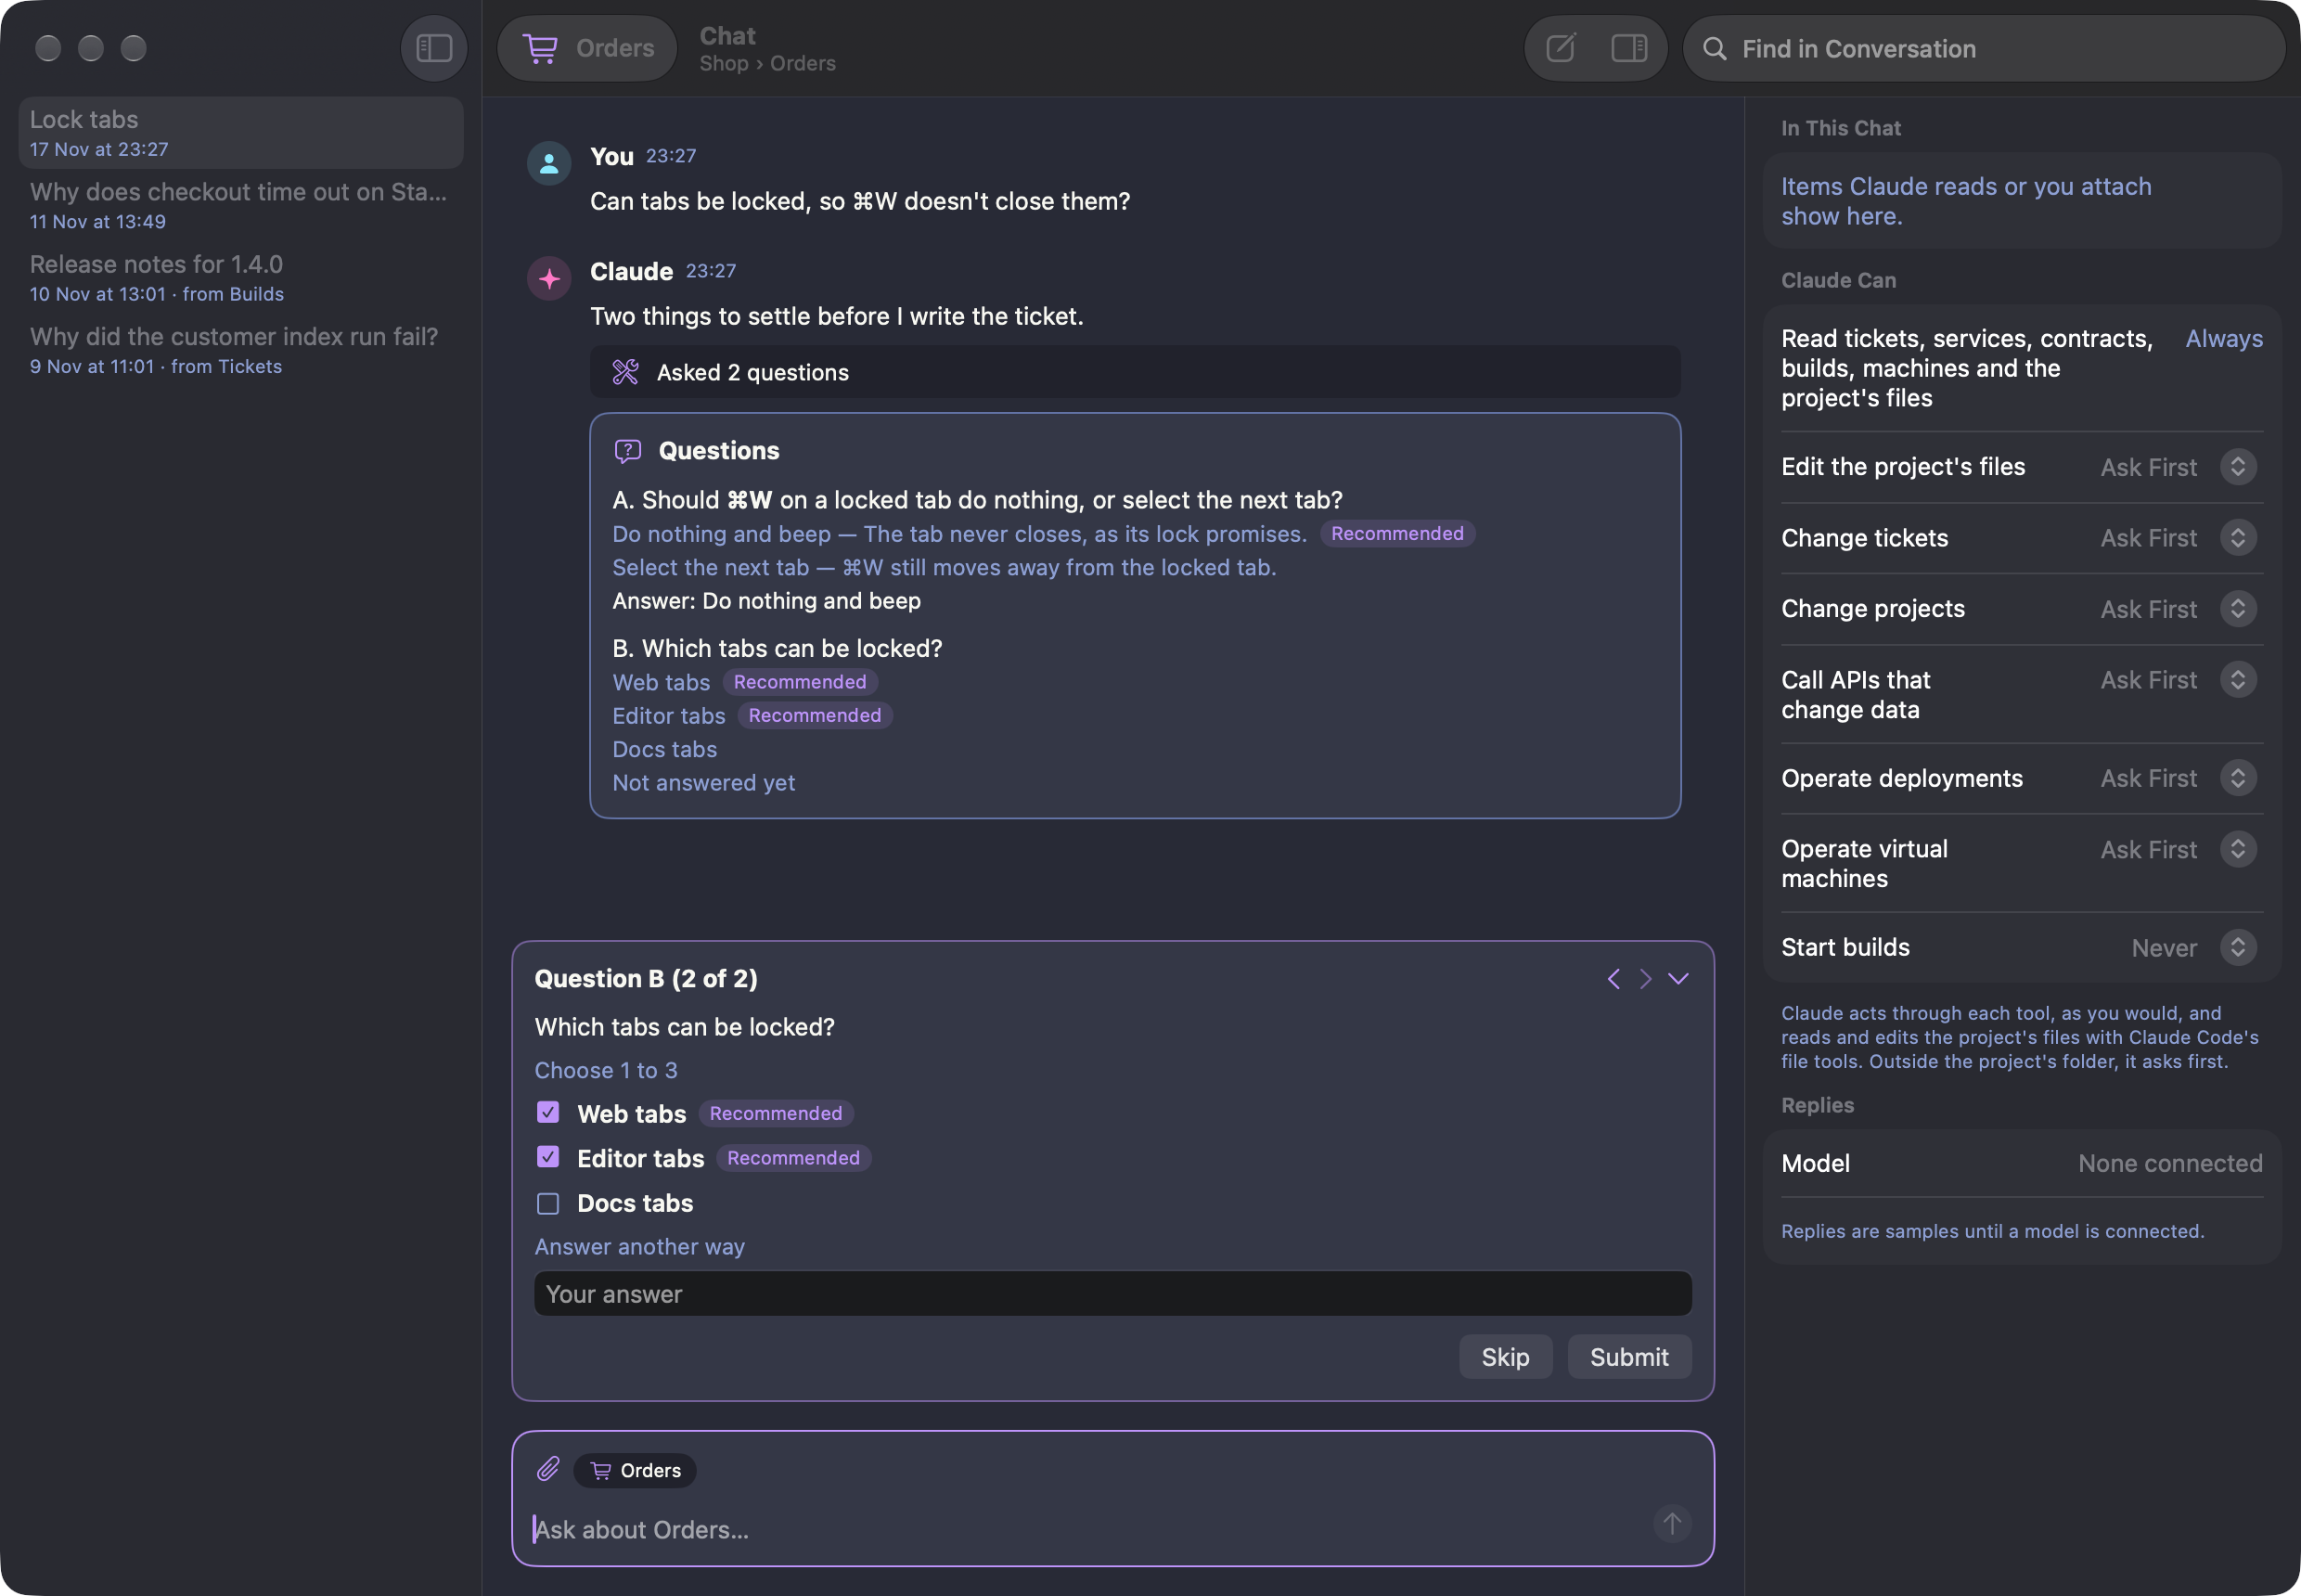 Orders
Chat
Shop › Orders
Find in Conversation
Lock tabs
17 Nov at 23:27
Why does checkout time out on Sta...
11 Nov at 13:49
Release notes for 1.4.0
10 Nov at 13:01 · from Builds
Why did the customer index run fail?
9 Nov at 11:01 · from Tickets
You 23:27
Can tabs be locked, so ⌘W doesn't close them?
Claude 23:27
Two things to settle before I write the ticket.
Asked 2 questions
Questions
A. Should ⌘W on a locked tab do nothing, or select the next tab?
Do nothing and beep — The tab never closes, as its lock promises. Recommended
Select the next tab — ⌘W still moves away from the locked tab.
Answer: Do nothing and beep
B. Which tabs can be locked?
Web tabs Recommended
Editor tabs Recommended
Docs tabs
Not answered yet
Question B (2 of 2)
Which tabs can be locked?
Choose 1 to 3
Web tabs Recommended
Editor tabs Recommended
Docs tabs
Answer another way
Your answer
Skip Submit
Orders
Ask about Orders...
In This Chat
Items Claude reads or you attach
show here.
Claude Can
Read tickets, services, contracts, Always
builds, machines and the
project's files
Edit the project's files Ask First
Change tickets Ask First
Change projects Ask First
Call APIs that Ask First
change data
Operate deployments Ask First
Operate virtual Ask First
machines
Start builds Never
Claude acts through each tool, as you would, and
reads and edits the project's files with Claude Code's
file tools. Outside the project's folder, it asks first.
Replies
Model None connected
Replies are samples until a model is connected.